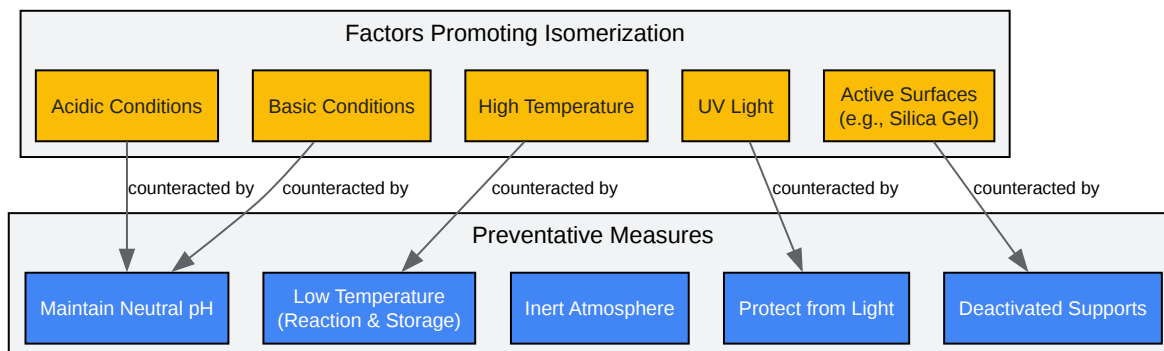 Factors Promoting Isomerization
Acidic Conditions
Basic Conditions
High Temperature
UV Light
Active Surfaces
(e.g., Silica Gel)
counteracted by
counteracted by
counteracted by
counteracted by
counteracted by
Preventative Measures
Maintain Neutral pH
Low Temperature
(Reaction & Storage)
Inert Atmosphere
Protect from Light
Deactivated Supports